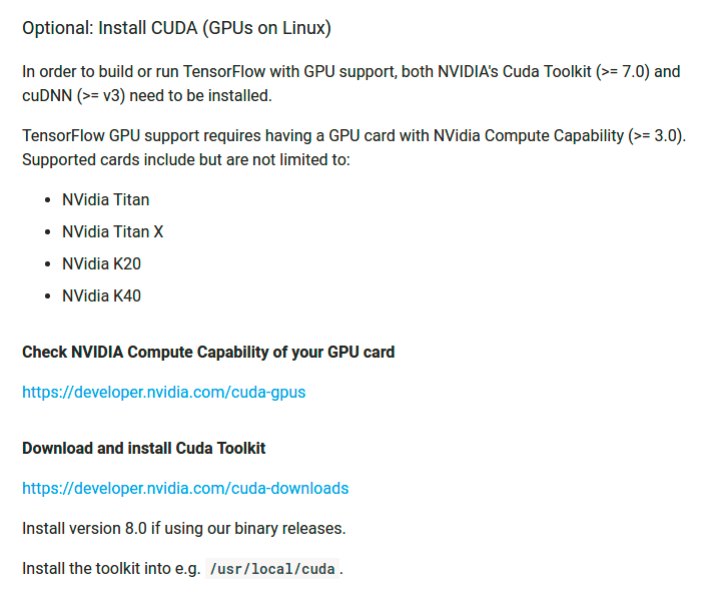 Optional: Install CUDA (GPUs on Linux)
In order to build or run TensorFlow with GPU support, both NVIDIA's Cuda Toolkit (>= 7.0) and
cuDNN (>= v3) need to be installed.
TensorFlow GPU support requires having a GPU card with NVidia Compute Capability (>= 3.0).
Supported cards include but are not limited to:
• NVidia Titan
• NVidia Titan X
• NVidia K20
• NVidia K40
Check NVIDIA Compute Capability of your GPU card
https://developer.nvidia.com/cuda-gpus
Download and install Cuda Toolkit
https://developer.nvidia.com/cuda-downloads
Install version 8.0 if using our binary releases.
Install the toolkit into e.g. /usr/local/cuda.